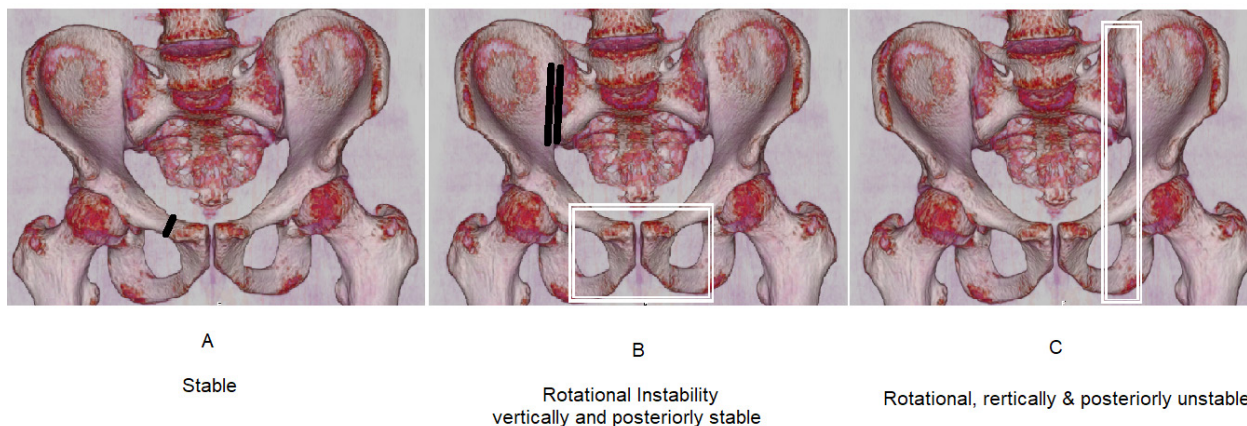 A
Stable
B
Rotational Instability
vertically and posteriorly stable
C
Rotational, rertically & posteriorly unstable